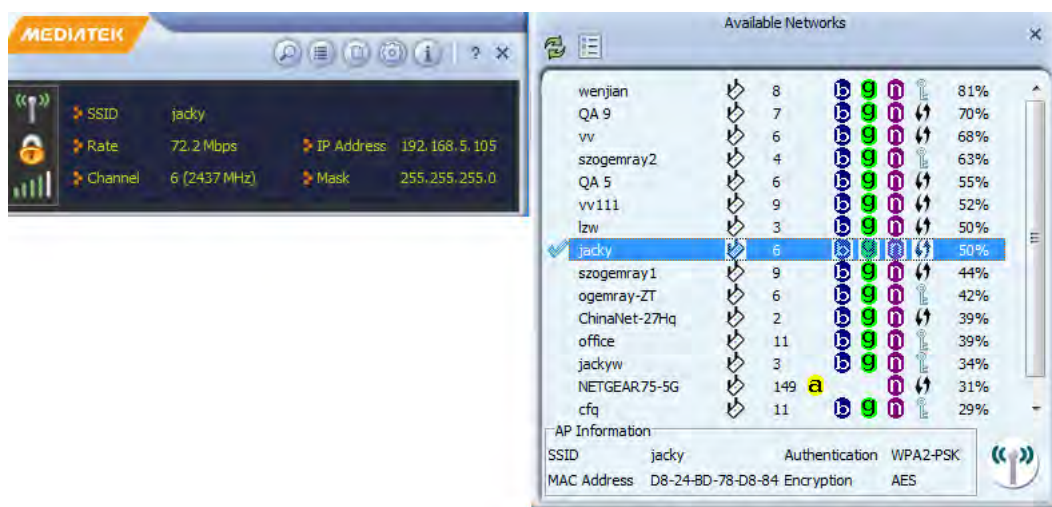 MEDIATEK
? ×
SSID jacky
Rate 72.2 Mbps IP Address 192.168.5.105
Channel 6 (2437 MHz) Mask 255.255.255.0
Available Networks
×
wenjian 8 b g n 81%
QA 9 7 b g n 70%
vv 6 b g n 68%
szogemray2 4 b g n 63%
QA 5 6 b g n 55%
vv111 9 b g n 52%
lzw 3 b g n 50%
jacky 6 b g n 50%
szogemray1 9 b g n 44%
ogemray-ZT 6 b g n 42%
ChinaNet-27Hq 2 b g n 39%
office 11 b g n 39%
jackyw 3 b g n 34%
NETGEAR75-5G 149 a n 31%
cfq 11 b g n 29%
AP Information
SSID jacky Authentication WPA2-PSK
MAC Address D8-24-BD-78-D8-84 Encryption AES